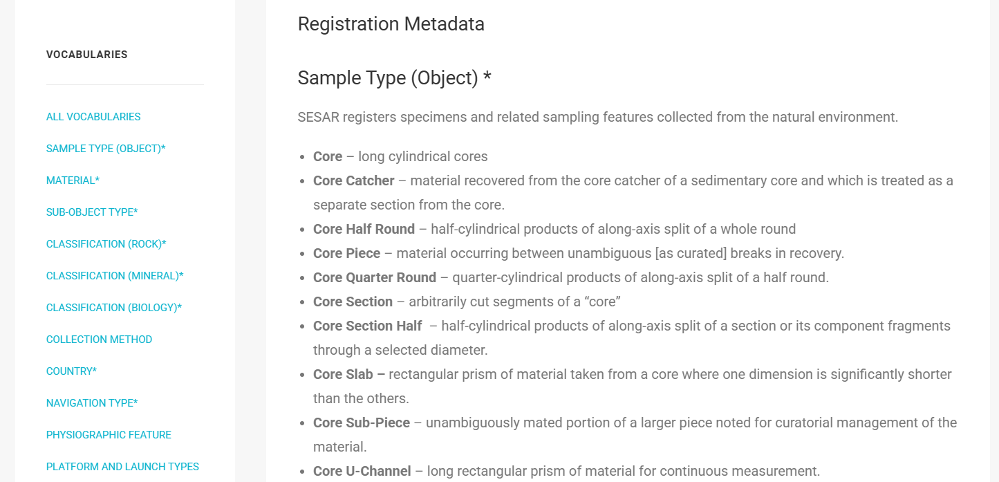 VOCABULARIES
ALL VOCABULARIES
SAMPLE TYPE (OBJECT)*
MATERIAL*
SUB-OBJECT TYPE*
CLASSIFICATION (ROCK)*
CLASSIFICATION (MINERAL)*
CLASSIFICATION (BIOLOGY)*
COLLECTION METHOD
COUNTRY*
NAVIGATION TYPE*
PHYSIOGRAPHIC FEATURE
PLATFORM AND LAUNCH TYPES
Registration Metadata
Sample Type (Object) *
SESAR registers specimens and related sampling features collected from the natural environment.
• Core – long cylindrical cores
• Core Catcher – material recovered from the core catcher of a sedimentary core and which is treated as a
separate section from the core.
• Core Half Round – half-cylindrical products of along-axis split of a whole round
• Core Piece – material occurring between unambiguous [as curated] breaks in recovery.
• Core Quarter Round – quarter-cylindrical products of along-axis split of a half round.
• Core Section – arbitrarily cut segments of a “core”
• Core Section Half – half-cylindrical products of along-axis split of a section or its component fragments
through a selected diameter.
• Core Slab – rectangular prism of material taken from a core where one dimension is significantly shorter
than the others.
• Core Sub-Piece – unambiguously mated portion of a larger piece noted for curatorial management of the
material.
• Core U-Channel – long rectangular prism of material for continuous measurement.